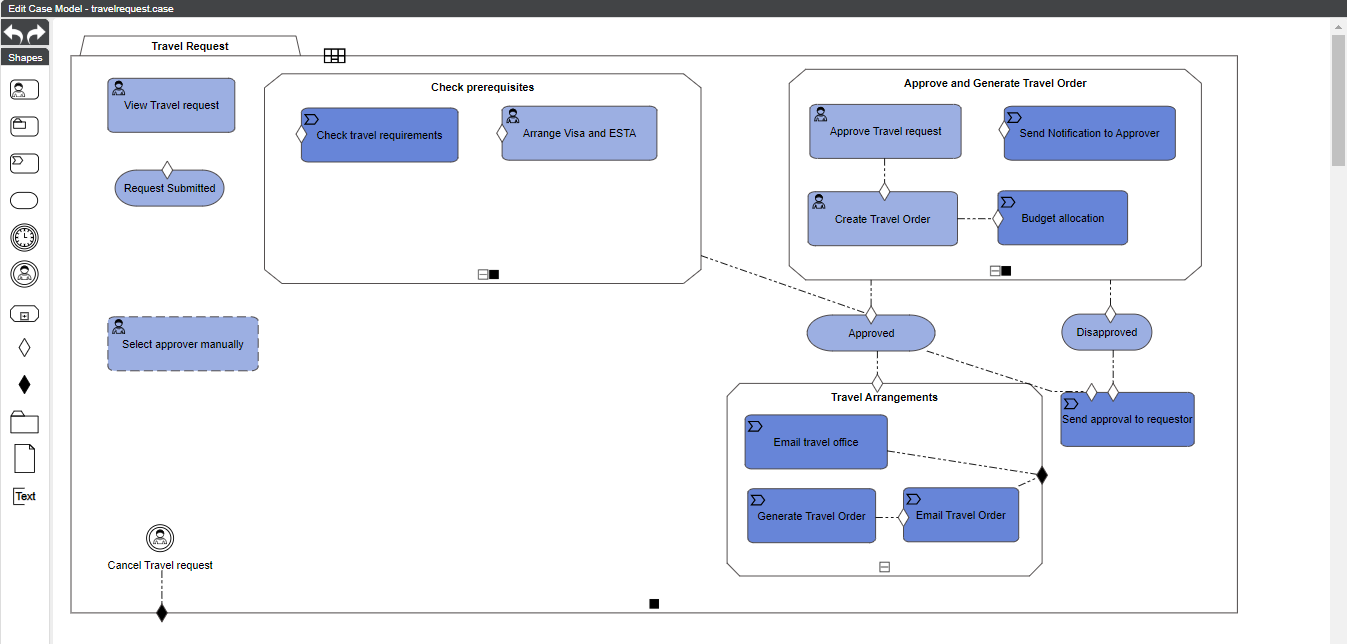 Edit Case Model - travelrequest.case
Shapes
Text
Travel Request
View Travel request
Request Submitted
Select approver manually
Cancel Travel request
Check prerequisites
Check travel requirements
Arrange Visa and ESTA
Approve and Generate Travel Order
Approve Travel request
Send Notification to Approver
Create Travel Order
Budget allocation
Approved
Disapproved
Travel Arrangements
Send approval to requestor
Email travel office
Generate Travel Order
Email Travel Order